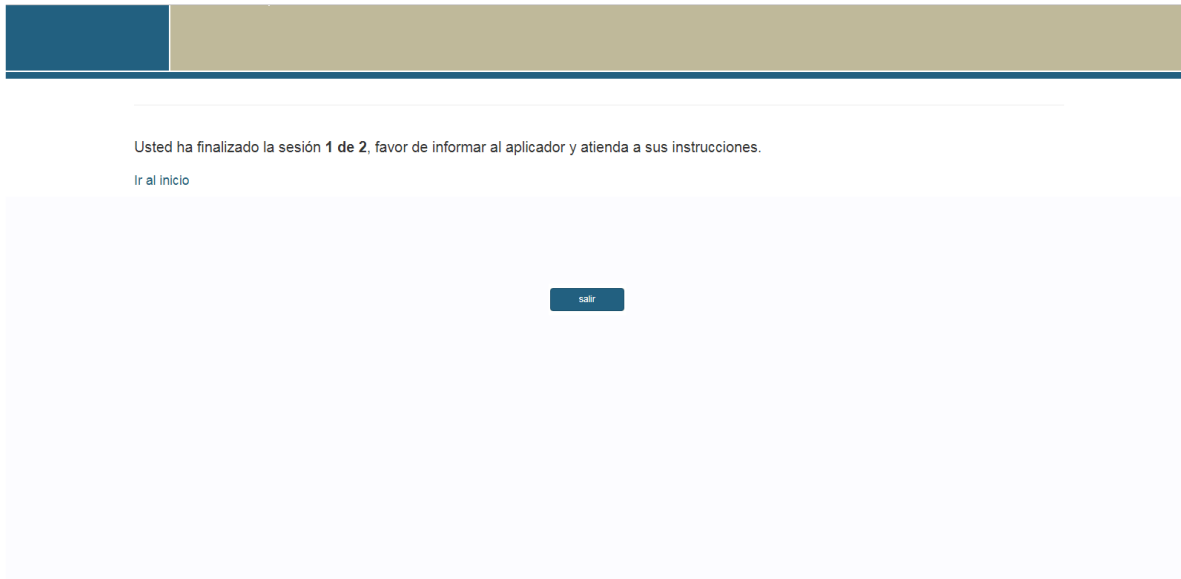 Usted ha finalizado la sesión 1 de 2, favor de informar al aplicador y atienda a sus instrucciones.
Ir al inicio
salir